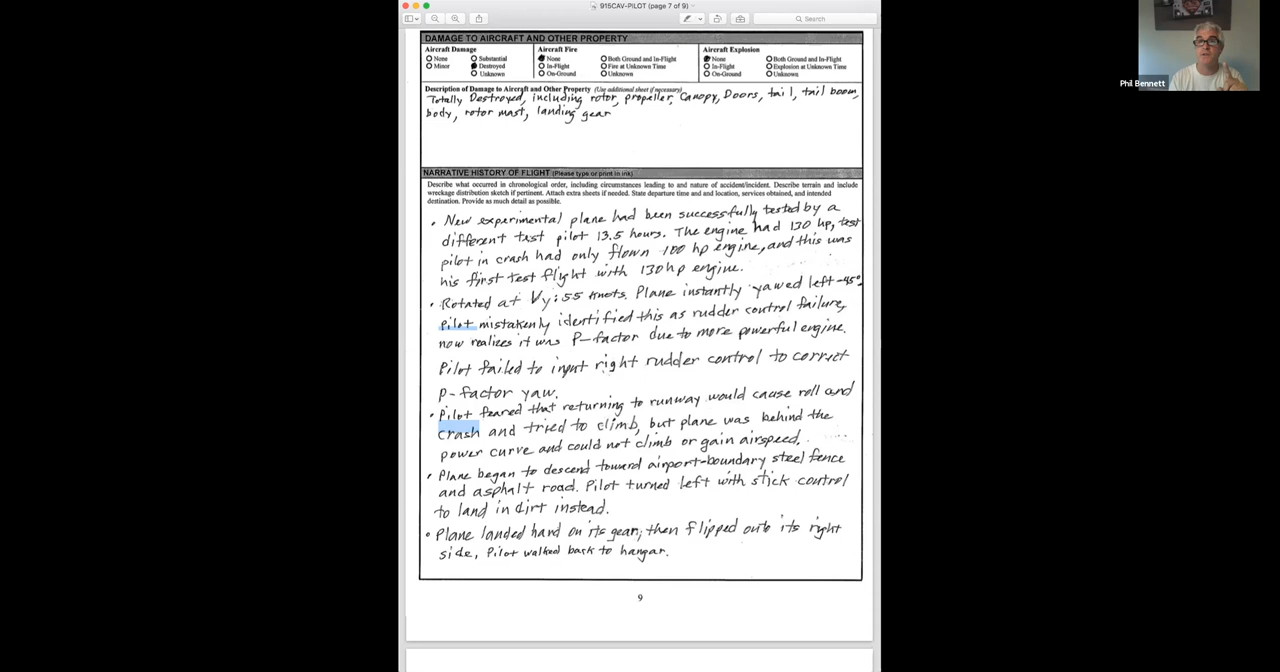 915CAV-PILOT (page 7 of 9)
Search
Phil Bennett
DAMAGE TO AIRCRAFT AND OTHER PROPERTY
Aircraft Damage
None
Minor
Substantial
Destroyed
Unknown
Aircraft Fire
None
In-Flight
On-Ground
Both Ground and In-Flight
Fire at Unknown Time
Unknown
Aircraft Explosion
None
In-Flight
On-Ground
Both Ground and In-Flight
Explosion at Unknown Time
Unknown
Description of Damage to Aircraft and Other Property (Use additional sheet if necessary)
Totally Destroyed, including rotor, propeller, Canopy, Doors, tail, tail boom,
body, rotor mast, landing gear
NARRATIVE HISTORY OF FLIGHT (Please type or print in ink)
Describe what occurred in chronological order, including circumstances leading to and nature of accident/incident. Describe terrain and include
wreckage distribution sketch if pertinent. Attach extra sheets if needed. State departure time and and location, services obtained, and intended
destination. Provide as much detail as possible.
• New experimental plane had been successfully tested by a
different test pilot 13.5 hours. The engine had 130 hp, test
pilot in crash had only flown 100 hp engine, and this was
his first test flight with 130hp engine.
• Rotated at Vy: 55 knots. Plane instantly yawed left ~45°.
Pilot mistakenly identified this as rudder control failure,
now realizes it was P-factor due to more powerful engine.
Pilot failed to input right rudder control to correct
p-factor yaw.
• Pilot feared that returning to runway would cause roll and
crash and tried to climb, but plane was behind the
power curve and could not climb or gain airspeed.
• Plane began to descend toward airport-boundary steel fence
and asphalt road. Pilot turned left with stick control
to land in dirt instead.
• Plane landed hard on its gear, then flipped onto its right
side, Pilot walked back to hangar.
9